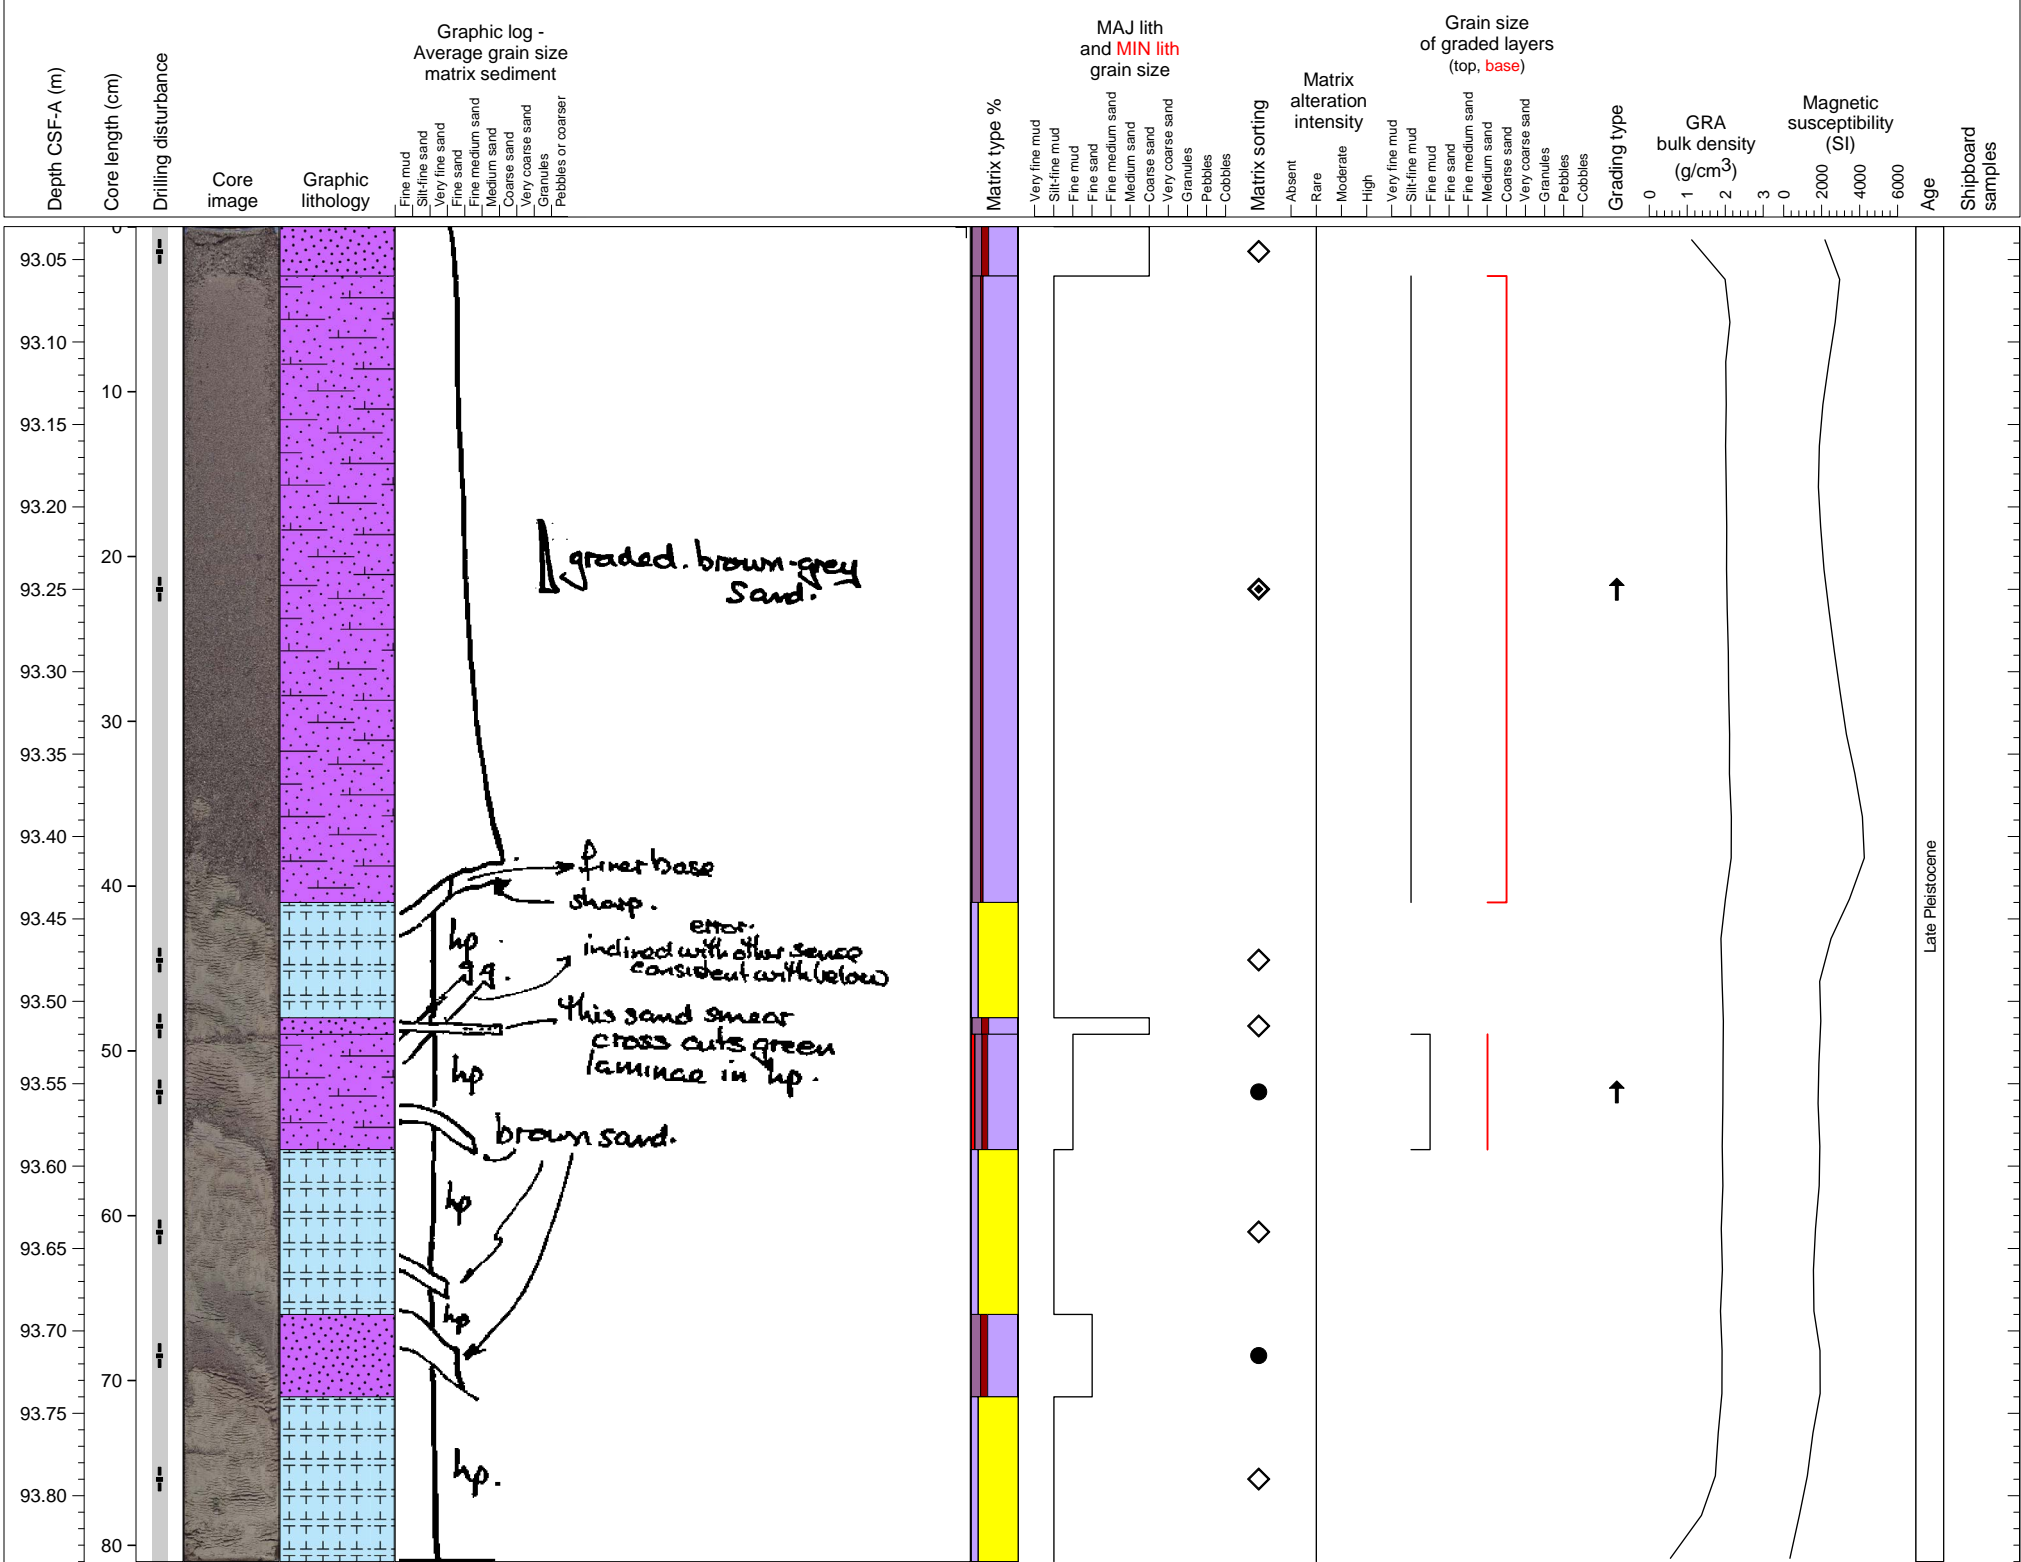 Depth CSF-A (m)
Core length (cm)
Drilling disturbance
Core
image
Graphic
lithology
Graphic log -
Average grain size
matrix sediment
Fine mud
Silt-fine sand
Very fine sand
Fine sand
Fine medium sand
Medium sand
Coarse sand
Very coarse sand
Granules
Pebbles or coarser
Matrix type %
MAJ lith
and MIN lith
grain size
Very fine mud
Silt-fine mud
Fine mud
Fine sand
Fine medium sand
Medium sand
Coarse sand
Very coarse sand
Granules
Pebbles
Cobbles
Matrix sorting
Matrix
alteration
intensity
Absent
Rare
Moderate
High
Grain size
of graded layers
(top, base)
Very fine mud
Silt-fine mud
Fine mud
Fine sand
Fine medium sand
Medium sand
Coarse sand
Very coarse sand
Granules
Pebbles
Cobbles
Grading type
GRA
bulk density
(g/cm3)
0 1 2 3
Magnetic
susceptibility
(SI)
0 2000 4000 6000
Age
Shipboard
samples
0
93.05
93.10
10
93.15
93.20
20
93.25
93.30
30
93.35
93.40
40
93.45
93.50
50
93.55
93.60
60
93.65
93.70
70
93.75
93.80
80
graded. brown-grey
Sand.
finer base
sharp.
hp
gg.
error.
inclined with other sense
consistent with below
this sand smear
cross cuts green
laminae in hp.
hp
brown sand.
hp
hp
hp.
Late Pleistocene